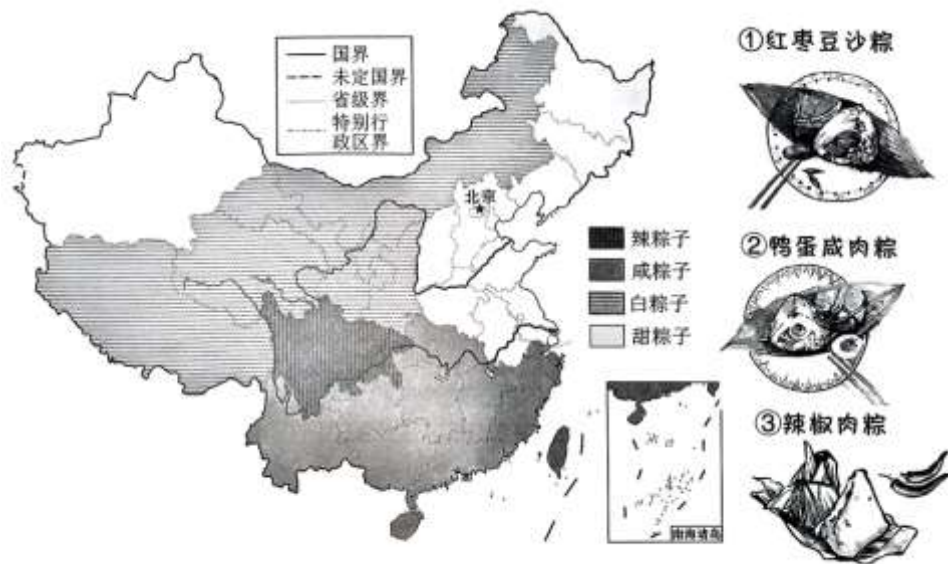 国界
未定国界
省级界
特别行
政区界
北京
辣粽子
咸粽子
白粽子
甜粽子
南海诸岛
①红枣豆沙粽
②鸭蛋咸肉粽
③辣椒肉粽